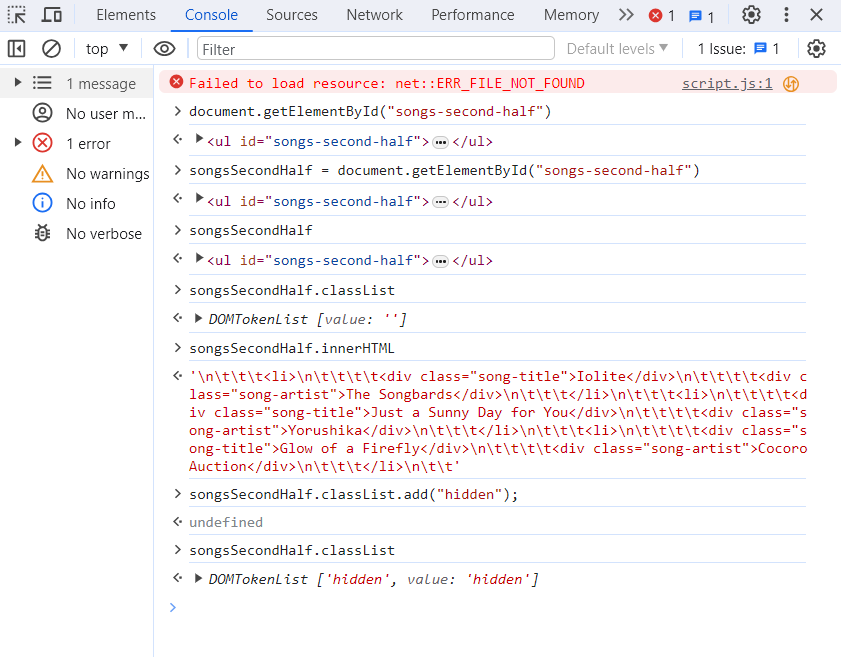 Elements Console Sources Network Performance Memory 1 1
top Filter Default levels 1 Issue: 1
1 message
No user m...
1 error
No warnings
No info
No verbose
Failed to load resource: net::ERR_FILE_NOT_FOUND script.js:1
document.getElementById("songs-second-half")
<ul id="songs-second-half">…</ul>
songsSecondHalf = document.getElementById("songs-second-half")
<ul id="songs-second-half">…</ul>
songsSecondHalf
<ul id="songs-second-half">…</ul>
songsSecondHalf.classList
DOMTokenList [value: '']
songsSecondHalf.innerHTML
'\n\t\t\t<li>\n\t\t\t\t<div class="song-title">Iolite</div>\n\t\t\t\t<div c
lass="song-artist">The Songbards</div>\n\t\t\t</li>\n\t\t\t<li>\n\t\t\t\t<d
iv class="song-title">Just a Sunny Day for You</div>\n\t\t\t\t<div class="s
ong-artist">Yorushika</div>\n\t\t\t</li>\n\t\t\t<li>\n\t\t\t\t<div class="s
ong-title">Glow of a Firefly</div>\n\t\t\t\t<div class="song-artist">Cocoro
Auction</div>\n\t\t\t</li>\n\t\t'
songsSecondHalf.classList.add("hidden");
undefined
songsSecondHalf.classList
DOMTokenList ['hidden', value: 'hidden']